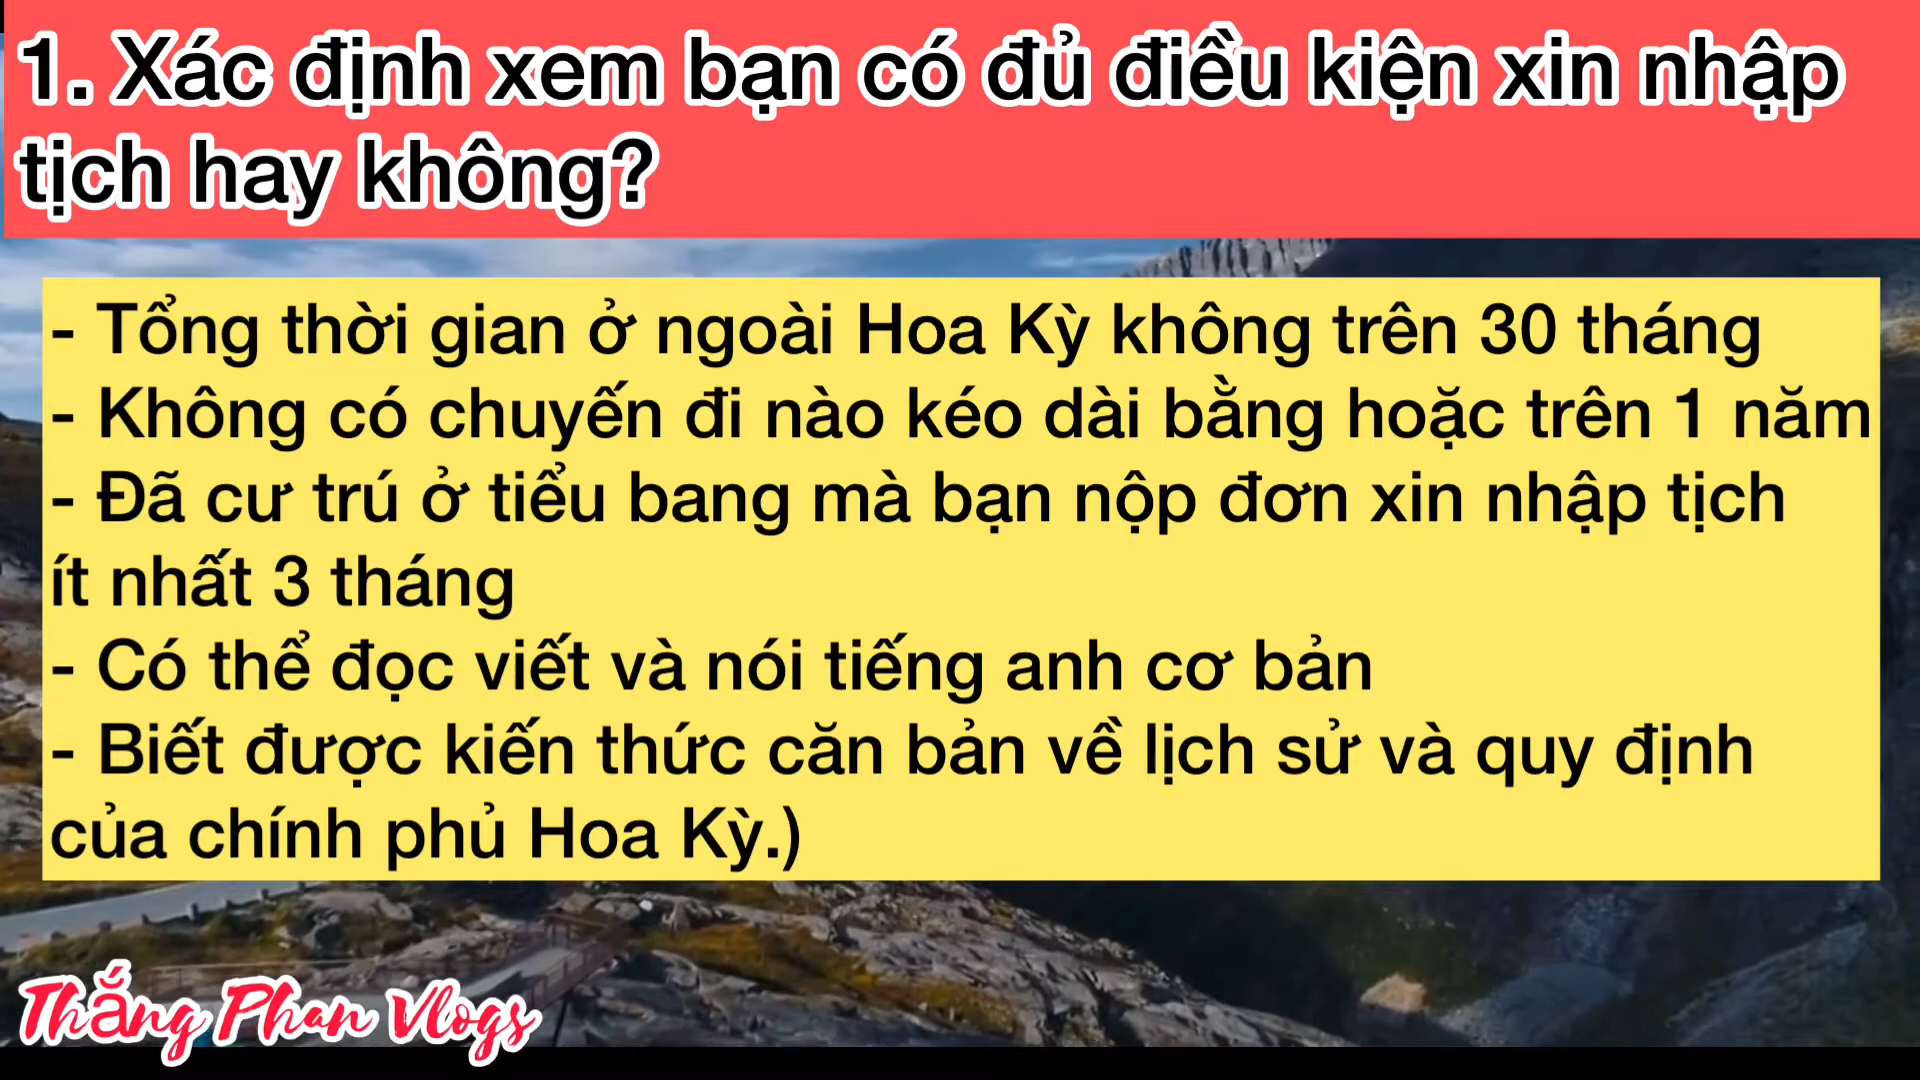 1. Xác định xem bạn có đủ điều kiện xin nhập
tịch hay không?
- Tổng thời gian ở ngoài Hoa Kỳ không trên 30 tháng
- Không có chuyến đi nào kéo dài bằng hoặc trên 1 năm
- Đã cư trú ở tiểu bang mà bạn nộp đơn xin nhập tịch
ít nhất 3 tháng
- Có thể đọc viết và nói tiếng anh cơ bản
- Biết được kiến thức căn bản về lịch sử và quy định
của chính phủ Hoa Kỳ.)
Thắng Phan Vlogs